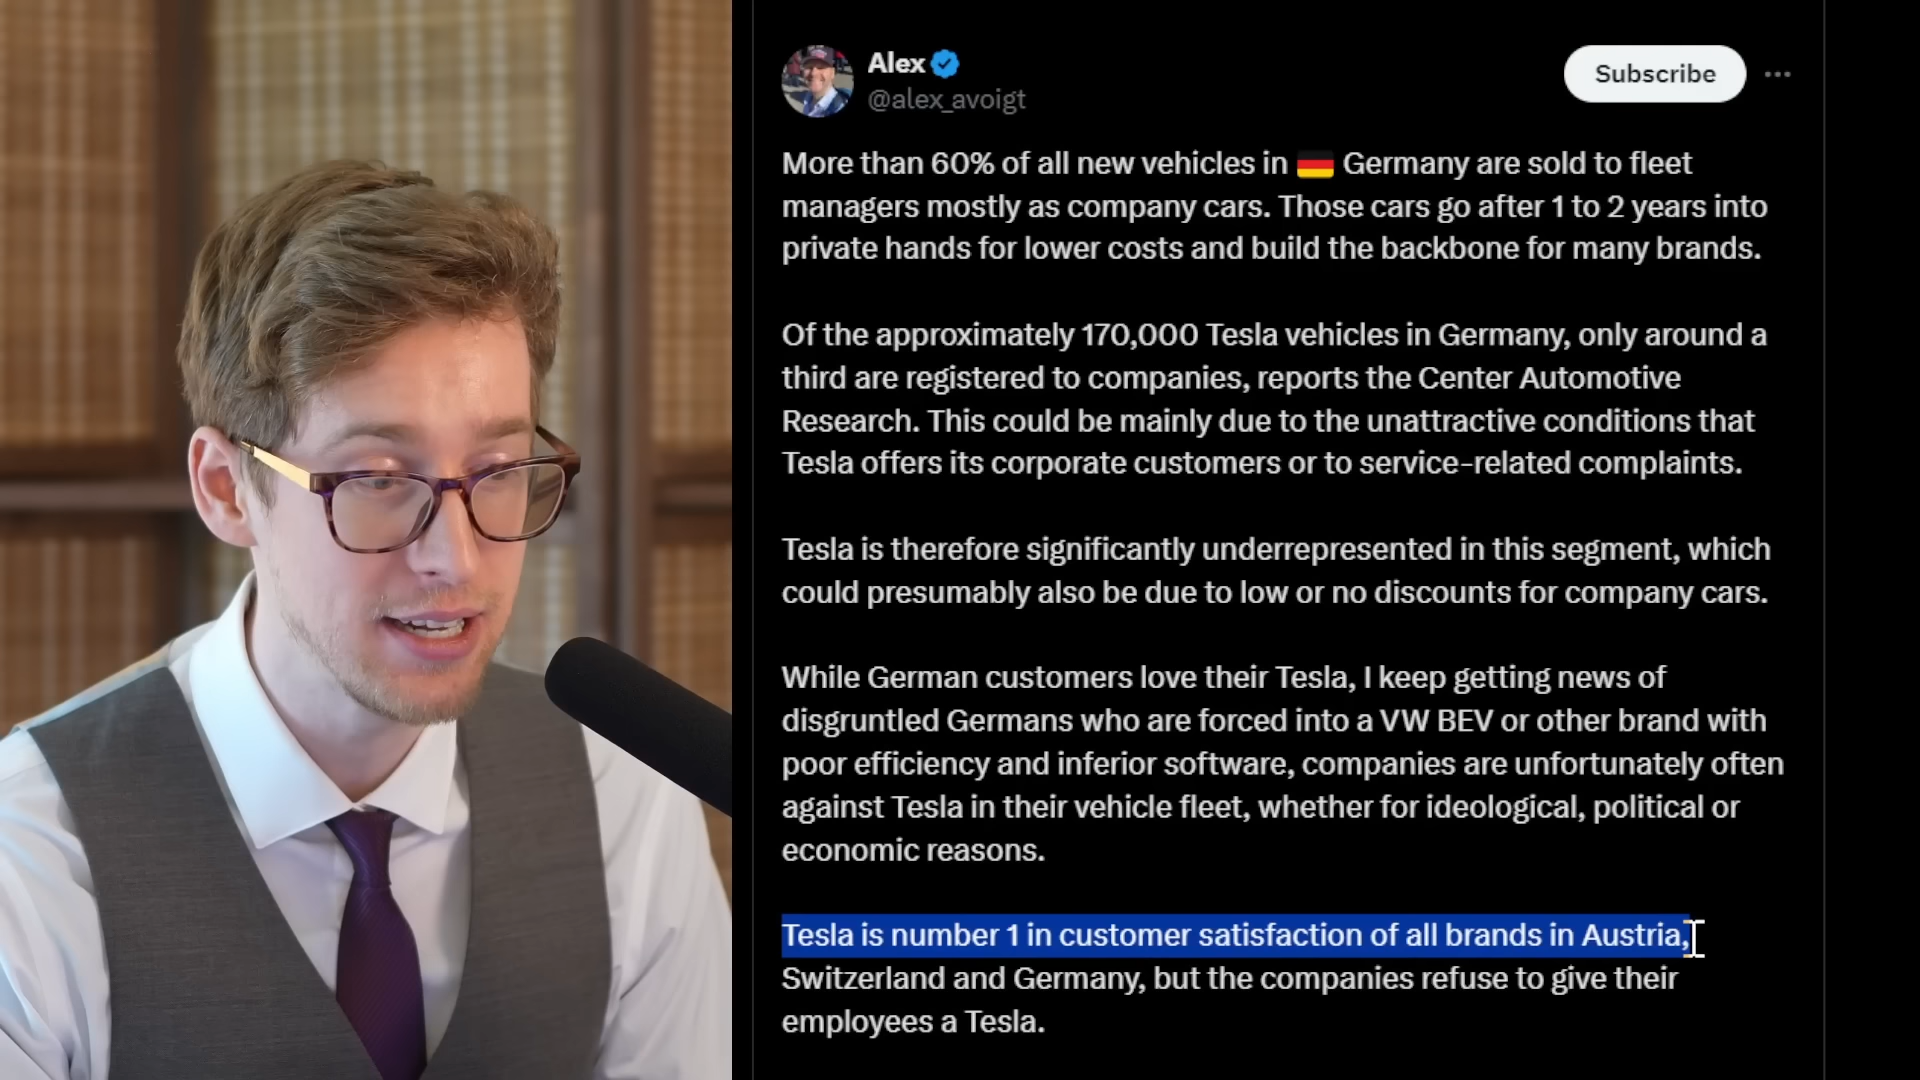 Alex
@alex_avoigt
Subscribe
More than 60% of all new vehicles in 🇩🇪 Germany are sold to fleet
managers mostly as company cars. Those cars go after 1 to 2 years into
private hands for lower costs and build the backbone for many brands.
Of the approximately 170,000 Tesla vehicles in Germany, only around a
third are registered to companies, reports the Center Automotive
Research. This could be mainly due to the unattractive conditions that
Tesla offers its corporate customers or to service-related complaints.
Tesla is therefore significantly underrepresented in this segment, which
could presumably also be due to low or no discounts for company cars.
While German customers love their Tesla, I keep getting news of
disgruntled Germans who are forced into a VW BEV or other brand with
poor efficiency and inferior software, companies are unfortunately often
against Tesla in their vehicle fleet, whether for ideological, political or
economic reasons.
Tesla is number 1 in customer satisfaction of all brands in Austria,
Switzerland and Germany, but the companies refuse to give their
employees a Tesla.